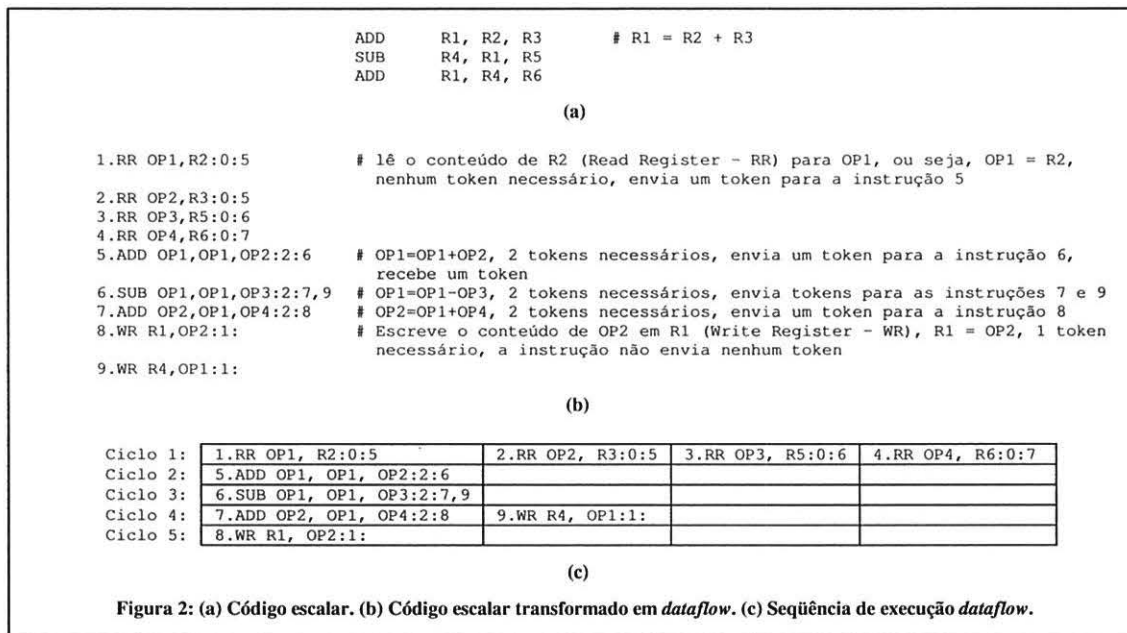 ADD R1, R2, R3 # R1 = R2 + R3
SUB R4, R1, R5
ADD R1, R4, R6
(a)
1.RR OP1,R2:0:5 # lê o conteúdo de R2 (Read Register - RR) para OP1, ou seja, OP1 = R2,
nenhum token necessário, envia um token para a instrução 5
2.RR OP2,R3:0:5
3.RR OP3,R5:0:6
4.RR OP4,R6:0:7
5.ADD OP1,OP1,OP2:2:6 # OP1=OP1+OP2, 2 tokens necessários, envia um token para a instrução 6,
recebe um token
6.SUB OP1,OP1,OP3:2:7,9 # OP1=OP1-OP3, 2 tokens necessários, envia tokens para as instruções 7 e 9
7.ADD OP2,OP1,OP4:2:8 # OP2=OP1+OP4, 2 tokens necessários, envia um token para a instrução 8
8.WR R1,OP2:1: # Escreve o conteúdo de OP2 em R1 (Write Register - WR), R1 = OP2, 1 token
necessário, a instrução não envia nenhum token
9.WR R4,OP1:1:
(b)
Ciclo 1: 1.RR OP1, R2:0:5 2.RR OP2, R3:0:5 3.RR OP3, R5:0:6 4.RR OP4, R6:0:7
Ciclo 2: 5.ADD OP1, OP1, OP2:2:6
Ciclo 3: 6.SUB OP1, OP1, OP3:2:7,9
Ciclo 4: 7.ADD OP2, OP1, OP4:2:8 9.WR R4, OP1:1:
Ciclo 5: 8.WR R1, OP2:1:
(c)
Figura 2: (a) Código escalar. (b) Código escalar transformado em dataflow. (c) Seqüência de execução dataflow.